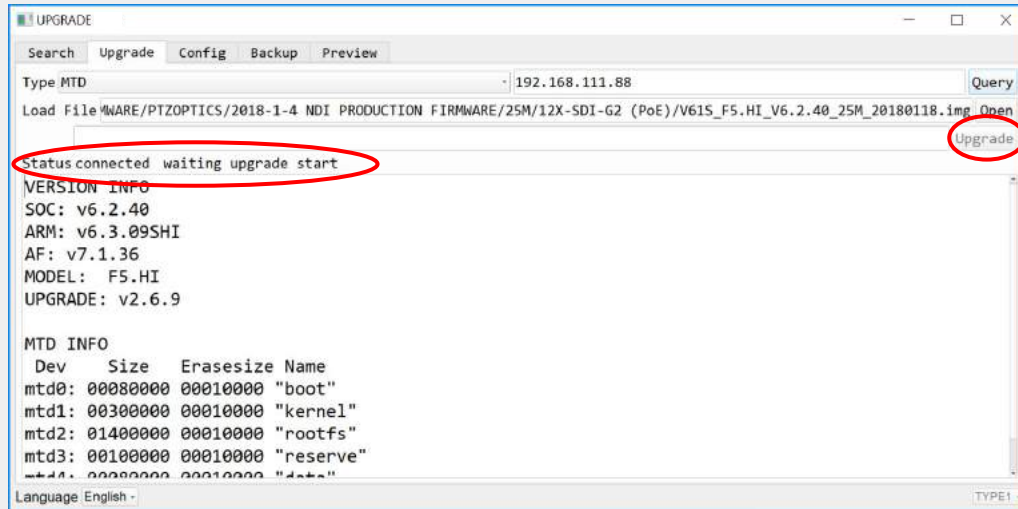 UPGRADE
Search Upgrade Config Backup Preview
Type MTD 192.168.111.88 Query
Load File MWARE/PTZOPTICS/2018-1-4 NDI PRODUCTION FIRMWARE/25M/12X-SDI-G2 (PoE)/V61S_F5.HI_V6.2.40_25M_20180118.img Open
Upgrade
Status connected waiting upgrade start
VERSION INFO
SOC: v6.2.40
ARM: v6.3.09SHI
AF: v7.1.36
MODEL: F5.HI
UPGRADE: v2.6.9
MTD INFO
Dev Size Erasesize Name
mtd0: 00080000 00010000 "boot"
mtd1: 00300000 00010000 "kernel"
mtd2: 01400000 00010000 "rootfs"
mtd3: 00100000 00010000 "reserve"
mtd4: 00080000 00010000 "data"
Language English TYPE1